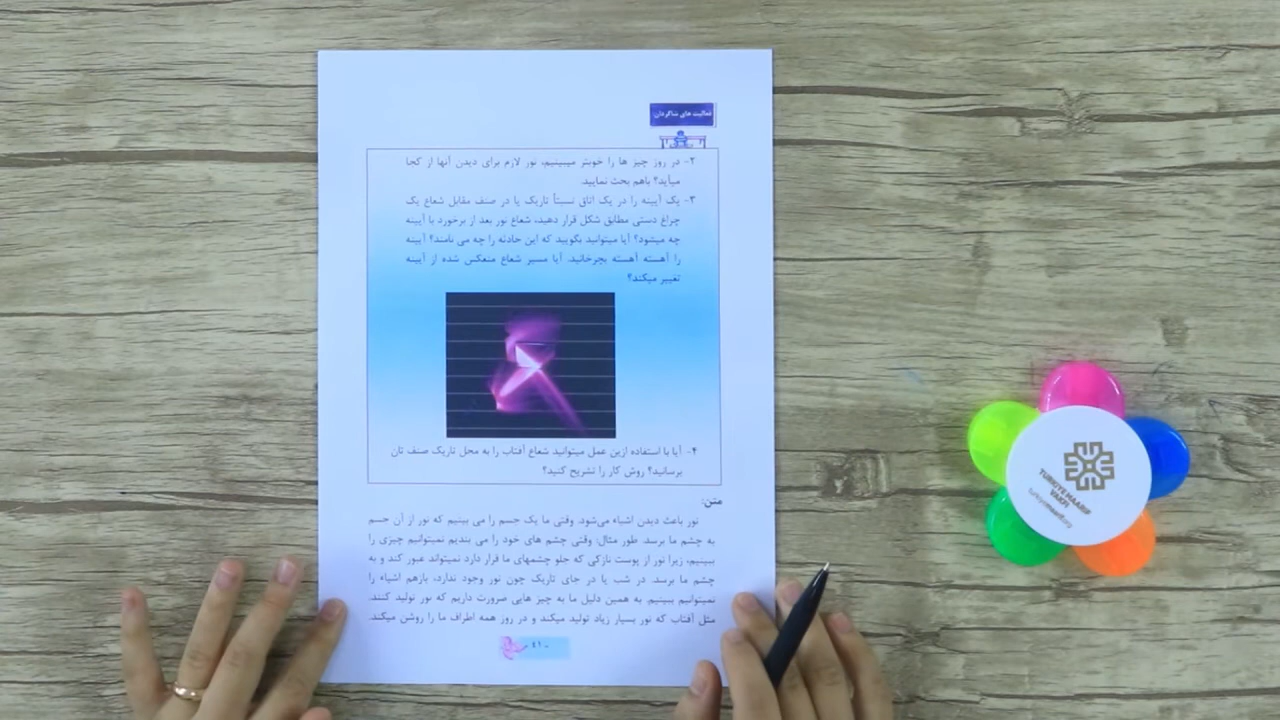 فعالیت های شاگردان
۲- در روز چیز ها را خوبتر میبینیم، نور لازم برای دیدن آنها از کجا
میآید؟ باهم بحث نمایید.
۳- یک آیینه را در یک اتاق نسبتاً تاریک یا در صنف مقابل شعاع یک
چراغ دستی مطابق شکل قرار دهید، شعاع نور بعد از برخورد با آیینه
چه میشود؟ آیا میتوانید بگویید که این حادثه را چه می نامند؟ آیینه
را آهسته آهسته بچرخانید. آیا مسیر شعاع منعکس شده از آیینه
تغییر میکند؟
۴- آیا با استفاده ازین عمل میتوانید شعاع آفتاب را به محل تاریک صنف تان
برسانید؟ روش کار را تشریح کنید؟
متن:
نور باعث دیدن اشیاء می‌شود. وقتی ما یک جسم را می بینیم که نور از آن جسم
به چشم ما برسد. طور مثال: وقتی چشم های خود را می بندیم نمیتوانیم چیزی را
ببینیم، زیرا نور از پوست نازکی که جلو چشمهای ما قرار دارد نمیتواند عبور کند و به
چشم ما برسد. در شب یا در جای تاریک چون نور وجود ندارد، بازهم اشیاء را
نمیتوانیم ببینیم. به همین دلیل ما به چیز هایی ضرورت داریم که نور تولید کنند.
مثل آفتاب که نور بسیار زیاد تولید میکند و در روز همه اطراف ما را روشن میکند.
- ٤١ -
TÜRKİYE MAARİF
VAKFI
turkiyemaarif.org